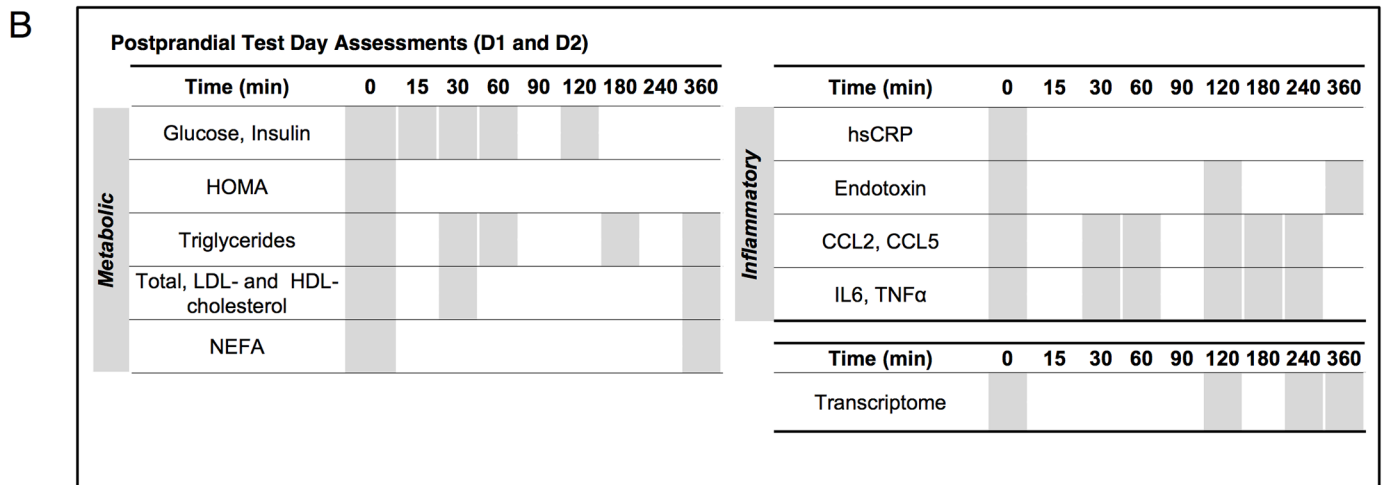 B
Postprandial Test Day Assessments (D1 and D2)
Time (min) 0 15 30 60 90 120 180 240 360
Metabolic
Glucose, Insulin
HOMA
Triglycerides
Total, LDL- and HDL-
cholesterol
NEFA
Time (min) 0 15 30 60 90 120 180 240 360
Inflammatory
hsCRP
Endotoxin
CCL2, CCL5
IL6, TNFα
Time (min) 0 15 30 60 90 120 180 240 360
Transcriptome